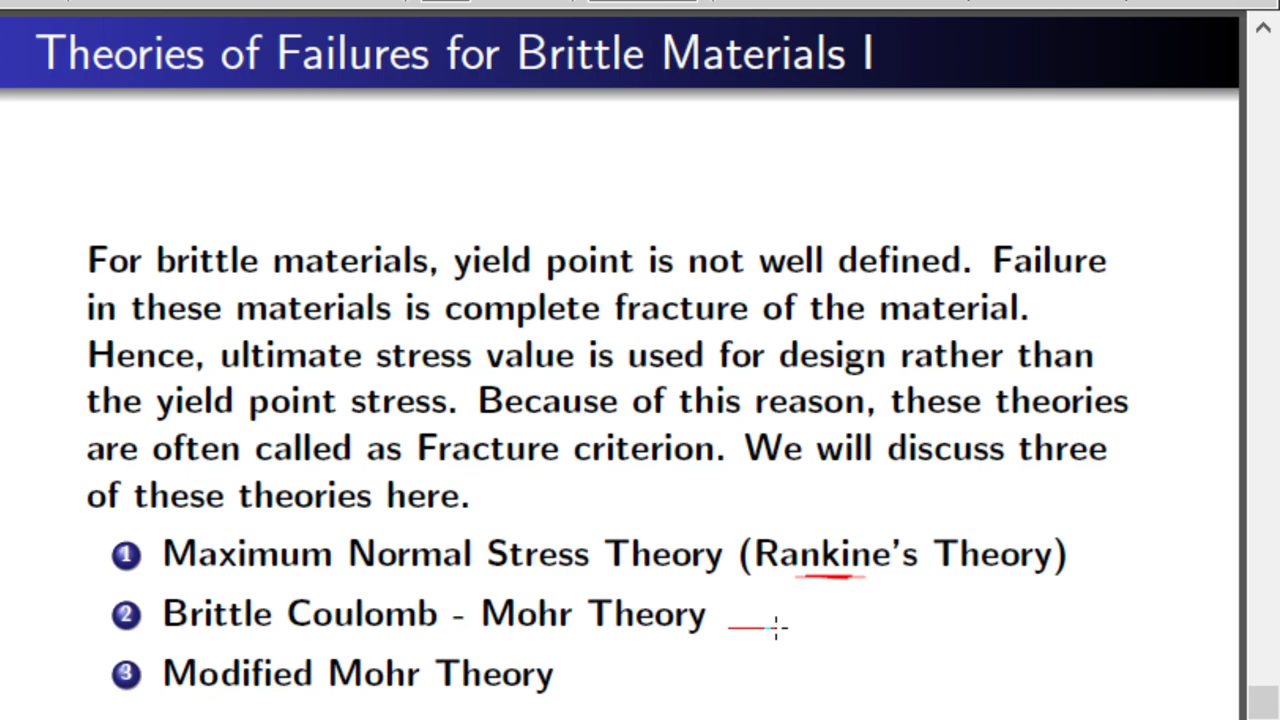 Theories of Failures for Brittle Materials I
For brittle materials, yield point is not well defined. Failure
in these materials is complete fracture of the material.
Hence, ultimate stress value is used for design rather than
the yield point stress. Because of this reason, these theories
are often called as Fracture criterion. We will discuss three
of these theories here.
1 Maximum Normal Stress Theory (Rankine's Theory)
2 Brittle Coulomb - Mohr Theory
3 Modified Mohr Theory